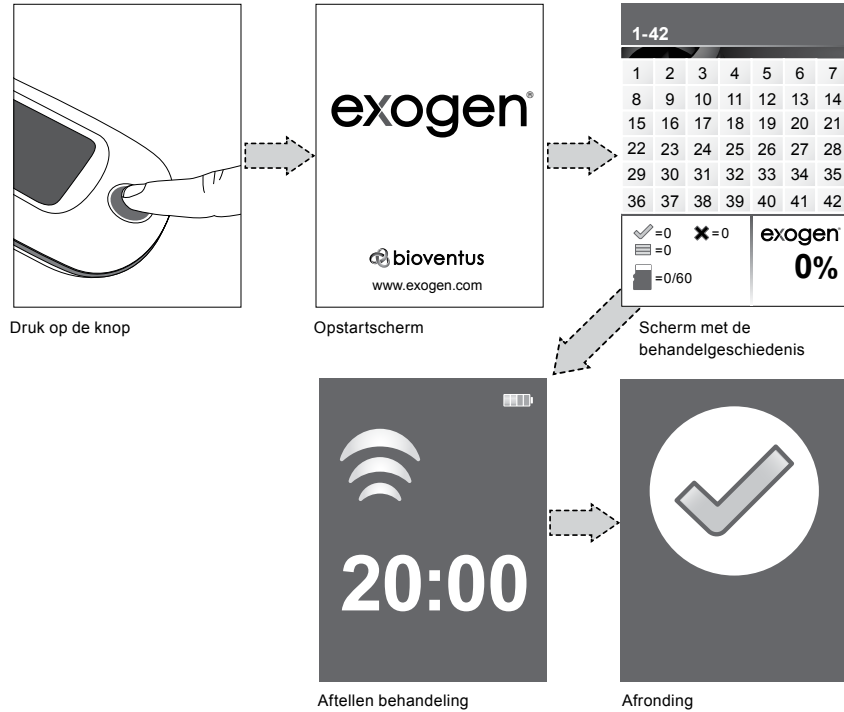 Druk op de knop
exogen®
bioventus
www.exogen.com
Opstartscherm
1-42
1 2 3 4 5 6 7
8 9 10 11 12 13 14
15 16 17 18 19 20 21
22 23 24 25 26 27 28
29 30 31 32 33 34 35
36 37 38 39 40 41 42
=0 =0
=0
=0/60
exogen
0%
Scherm met de
behandelgeschiedenis
20:00
Aftellen behandeling
Afronding